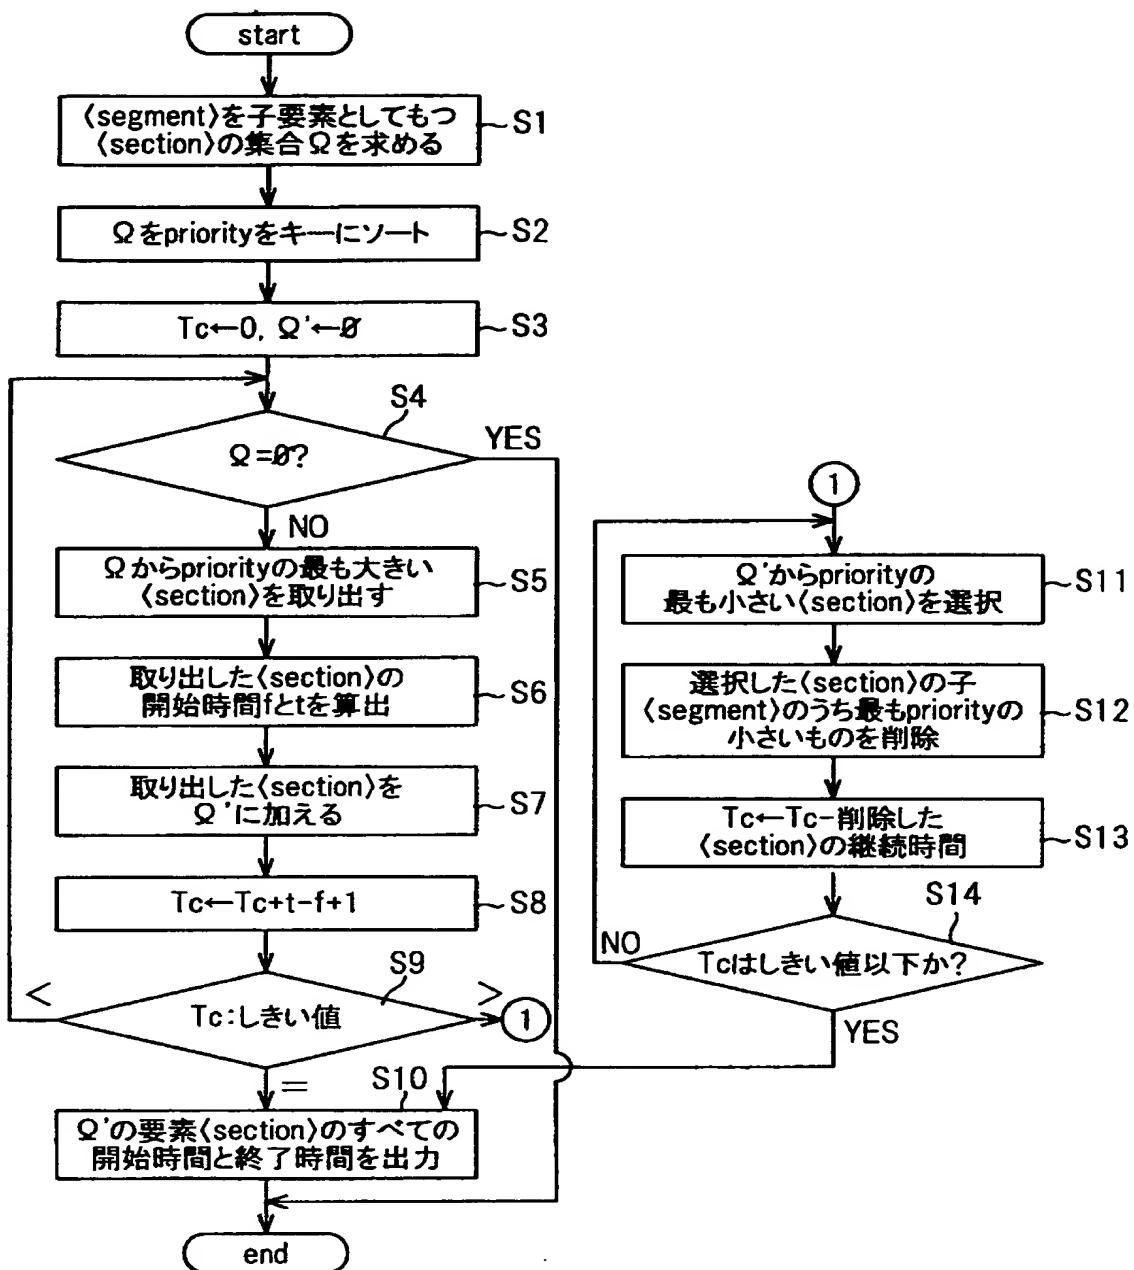 start
〈segment〉を子要素としてもつ
〈section〉の集合Ωを求める
S1
Ωをpriorityをキーにソート
S2
Tc←0, Ω'←Ø
S3
S4
Ω=Ø?
YES
NO
Ωからpriorityの最も大きい
〈section〉を取り出す
S5
取り出した〈section〉の
開始時間fとtを算出
S6
取り出した〈section〉を
Ω'に加える
S7
Tc←Tc+t-f+1
S8
S9
<
Tc:しきい値
>
1
=
S10
Ω'の要素〈section〉のすべての
開始時間と終了時間を出力
end
1
Ω'からpriorityの
最も小さい〈section〉を選択
S11
選択した〈section〉の子
〈segment〉のうち最もpriorityの
小さいものを削除
S12
Tc←Tc-削除した
〈section〉の継続時間
S13
S14
NO
Tcはしきい値以下か?
YES